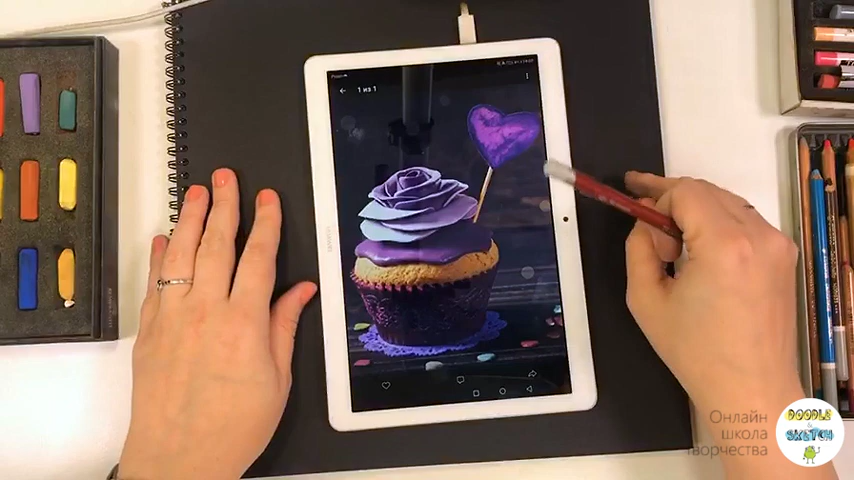 1 из 1
Онлайн
школа
творчества
DOODLE
&
SKETCH